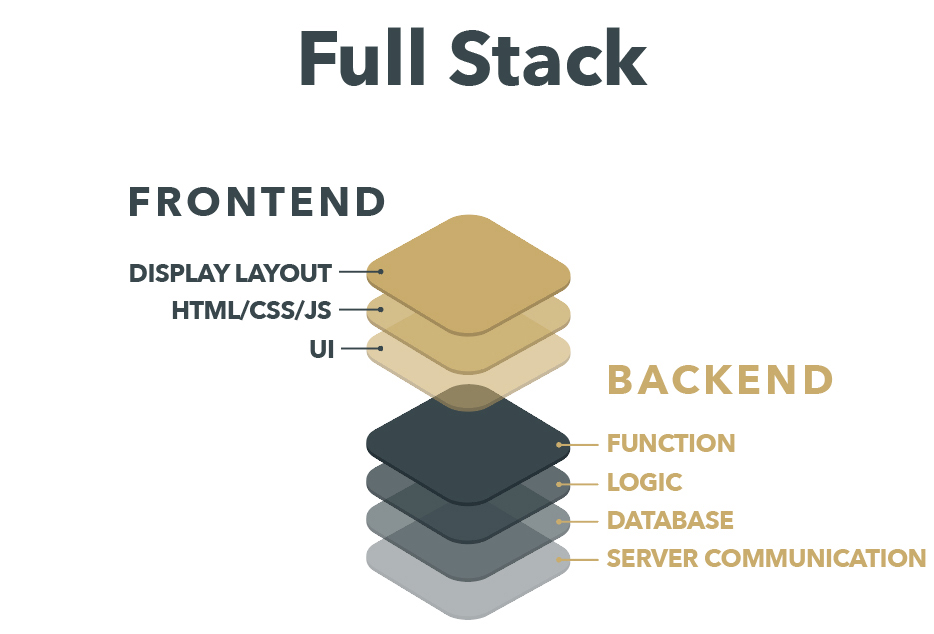 Full Stack
FRONTEND
DISPLAY LAYOUT
HTML/CSS/JS
UI
BACKEND
FUNCTION
LOGIC
DATABASE
SERVER COMMUNICATION